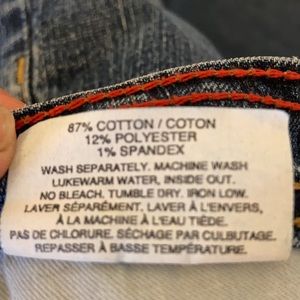 87% COTTON / COTON
12% POLYESTER
1% SPANDEX
WASH SEPARATELY. MACHINE WASH
LUKEWARM WATER, INSIDE OUT.
NO BLEACH. TUMBLE DRY. IRON LOW.
LAVER SÉPARÉMENT. LAVER À L'ENVERS,
À LA MACHINE À L'EAU TIÈDE.
PAS DE CHLORURE. SÉCHAGE PAR CULBUTAGE.
REPASSER À BASSE TEMPÉRATURE.